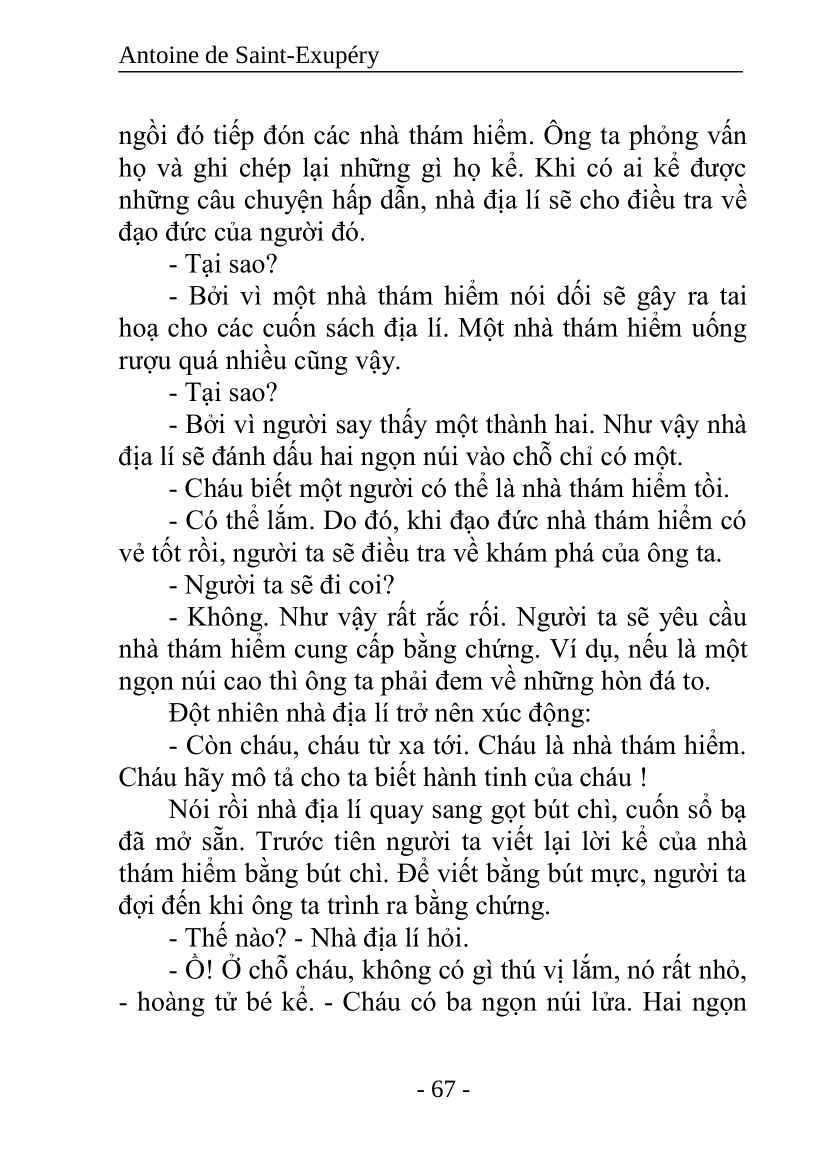 Antoine de Saint-Exupéry
ngồi đó tiếp đón các nhà thám hiểm. Ông ta phỏng vấn
họ và ghi chép lại những gì họ kể. Khi có ai kể được
những câu chuyện hấp dẫn, nhà địa lí sẽ cho điều tra về
đạo đức của người đó.
- Tại sao?
- Bởi vì một nhà thám hiểm nói dối sẽ gây ra tai
hoạ cho các cuốn sách địa lí. Một nhà thám hiểm uống
rượu quá nhiều cũng vậy.
- Tại sao?
- Bởi vì người say thấy một thành hai. Như vậy nhà
địa lí sẽ đánh dấu hai ngọn núi vào chỗ chỉ có một.
- Cháu biết một người có thể là nhà thám hiểm tồi.
- Có thể lắm. Do đó, khi đạo đức nhà thám hiểm có
vẻ tốt rồi, người ta sẽ điều tra về khám phá của ông ta.
- Người ta sẽ đi coi?
- Không. Như vậy rất rắc rối. Người ta sẽ yêu cầu
nhà thám hiểm cung cấp bằng chứng. Ví dụ, nếu là một
ngọn núi cao thì ông ta phải đem về những hòn đá to.
Đột nhiên nhà địa lí trở nên xúc động:
- Còn cháu, cháu từ xa tới. Cháu là nhà thám hiểm.
Cháu hãy mô tả cho ta biết hành tinh của cháu !
Nói rồi nhà địa lí quay sang gọt bút chì, cuốn sổ bạ
đã mở sẵn. Trước tiên người ta viết lại lời kể của nhà
thám hiểm bằng bút chì. Để viết bằng bút mực, người ta
đợi đến khi ông ta trình ra bằng chứng.
- Thế nào? - Nhà địa lí hỏi.
- Ồ! Ở chỗ cháu, không có gì thú vị lắm, nó rất nhỏ,
- hoàng tử bé kể. - Cháu có ba ngọn núi lửa. Hai ngọn
- 67 -